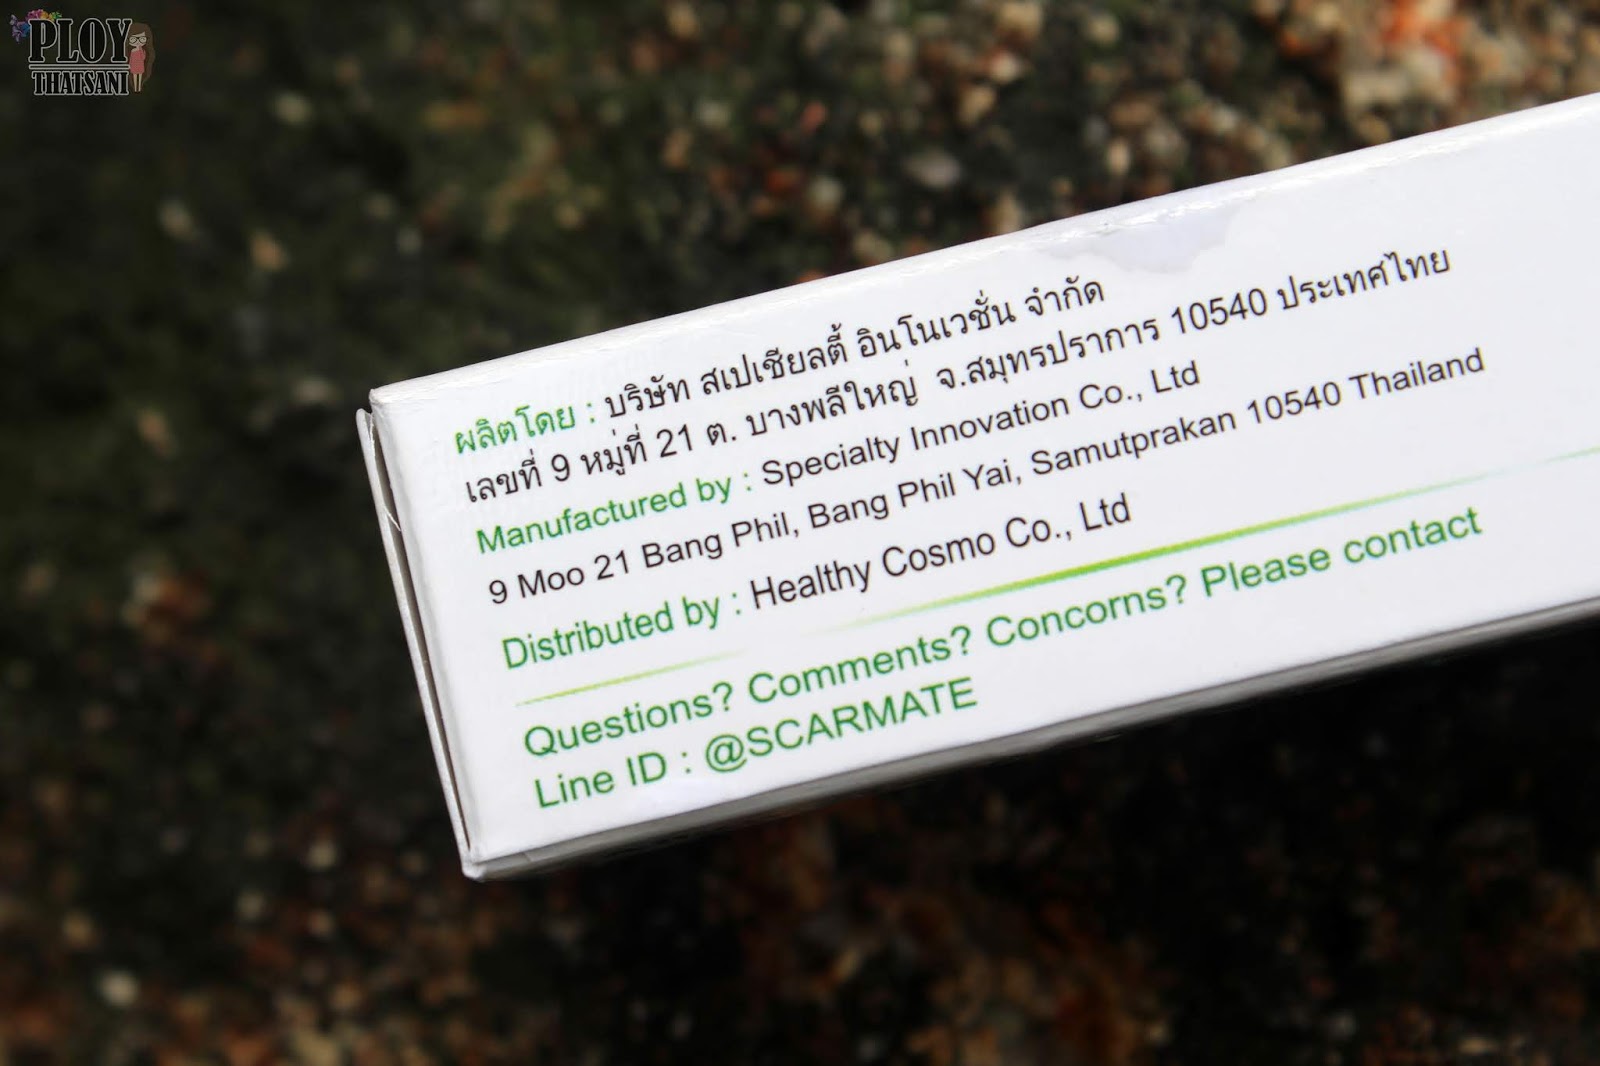 PLOY
THATSANI
ผลิตโดย : บริษัท สเปเชียลตี้ อินโนเวชั่น จำกัด
เลขที่ 9 หมู่ที่ 21 ต. บางพลีใหญ่ จ.สมุทรปราการ 10540 ประเทศไทย
Manufactured by : Specialty Innovation Co., Ltd
9 Moo 21 Bang Phil, Bang Phil Yai, Samutprakan 10540 Thailand
Distributed by : Healthy Cosmo Co., Ltd
Questions? Comments? Concorns? Please contact
Line ID : @SCARMATE